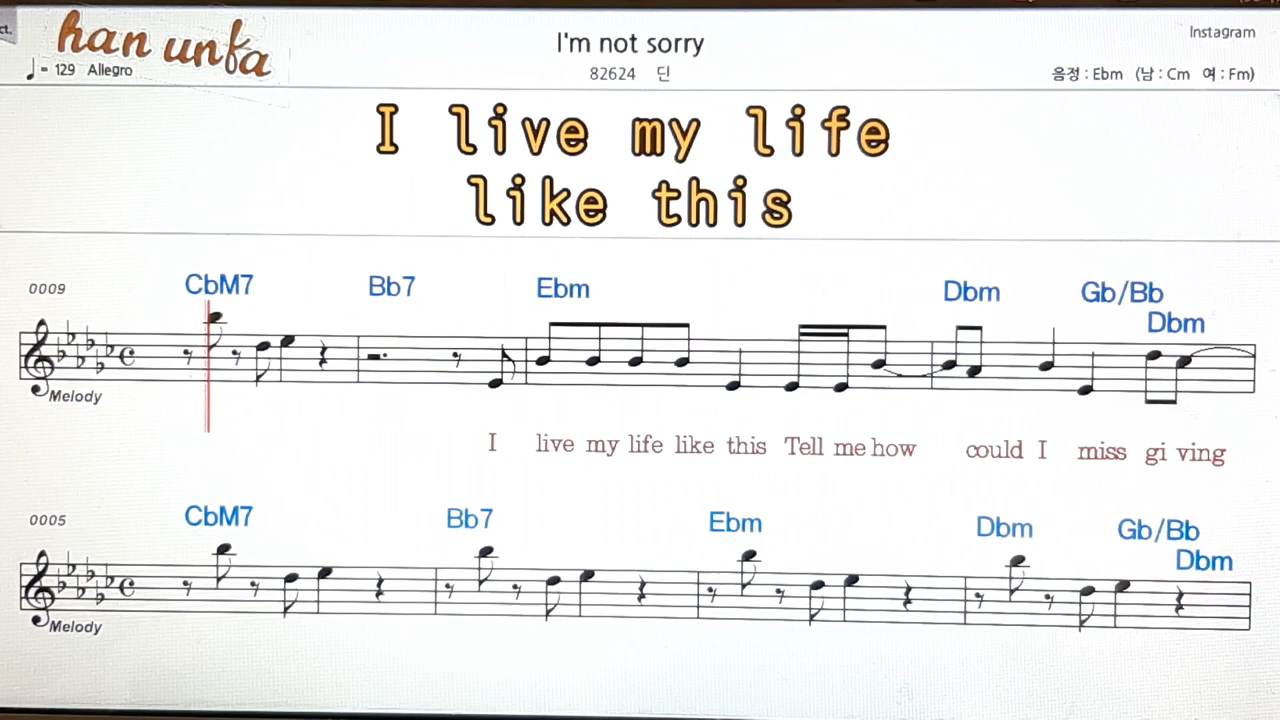 ct.
han unfa
I'm not sorry
Instagram
♩= 129 Allegro
82624 딘
음정 : Ebm (남 : Cm 여 : Fm)
I live my life
like this
0009
CbM7 Bb7 Ebm Dbm Gb/Bb
Dbm
Melody
I live my life like this Tell me how could I miss gi ving
0005
CbM7 Bb7 Ebm Dbm Gb/Bb
Dbm
Melody